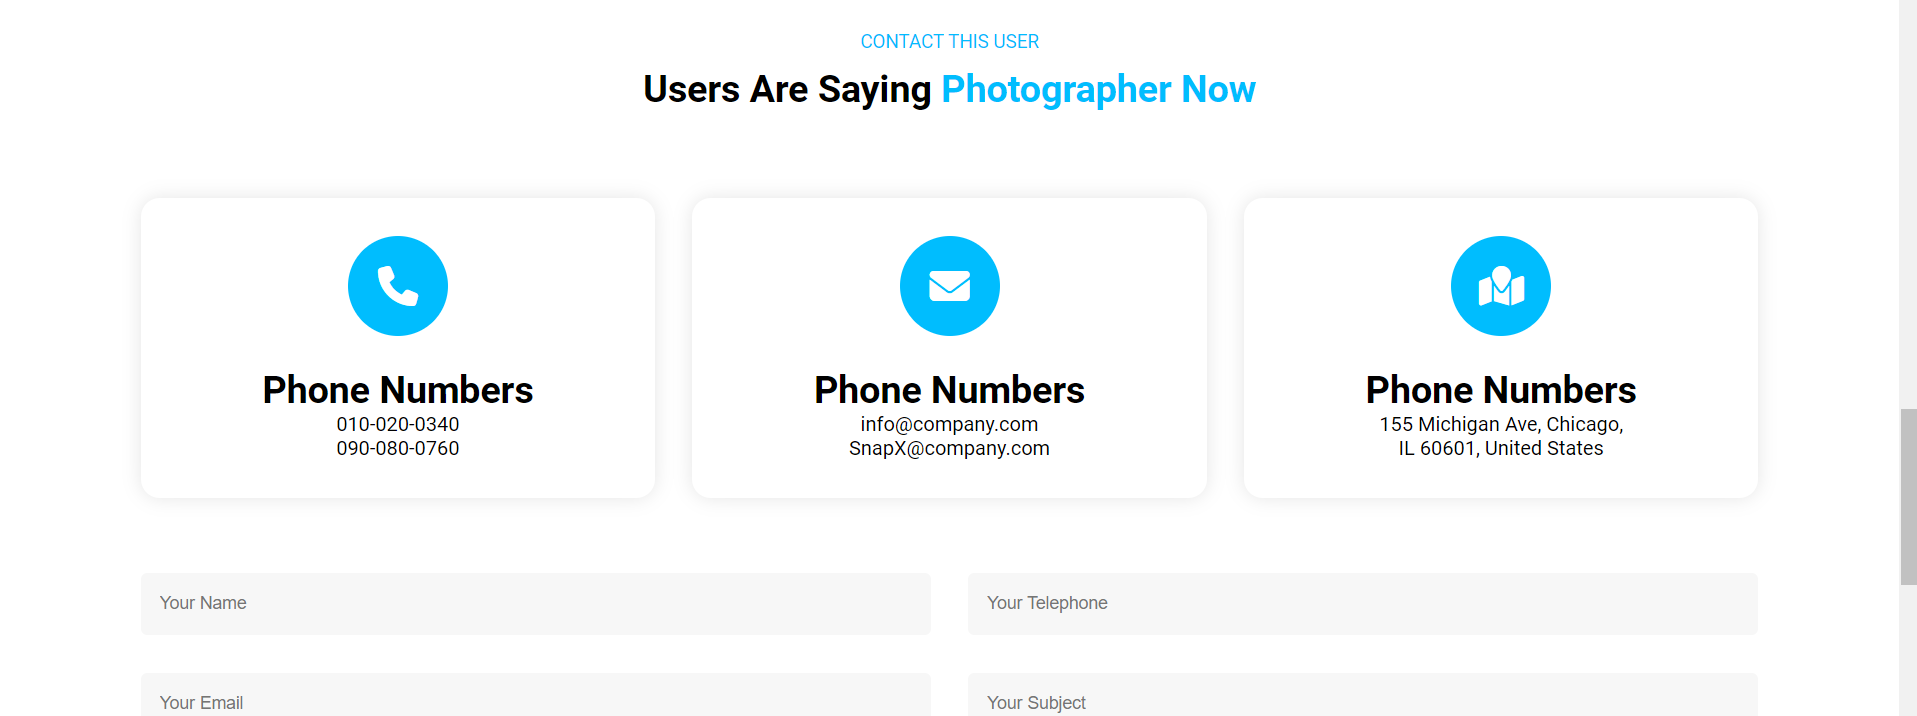 CONTACT THIS USER
Users Are Saying Photographer Now
Phone Numbers
010-020-0340
090-080-0760
Phone Numbers
info@company.com
SnapX@company.com
Phone Numbers
155 Michigan Ave, Chicago,
IL 60601, United States
Your Name
Your Telephone
Your Email
Your Subject